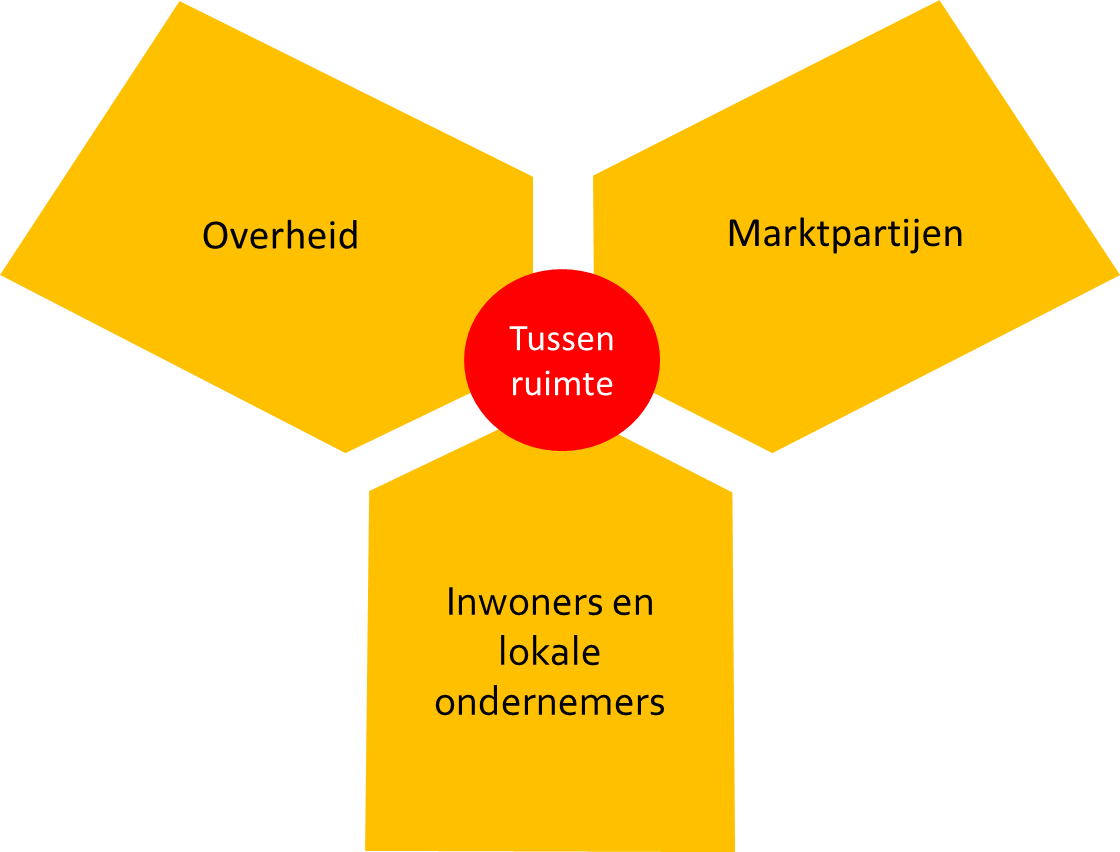 Overheid
Marktpartijen
Tussen
ruimte
Inwoners en
lokale
ondernemers